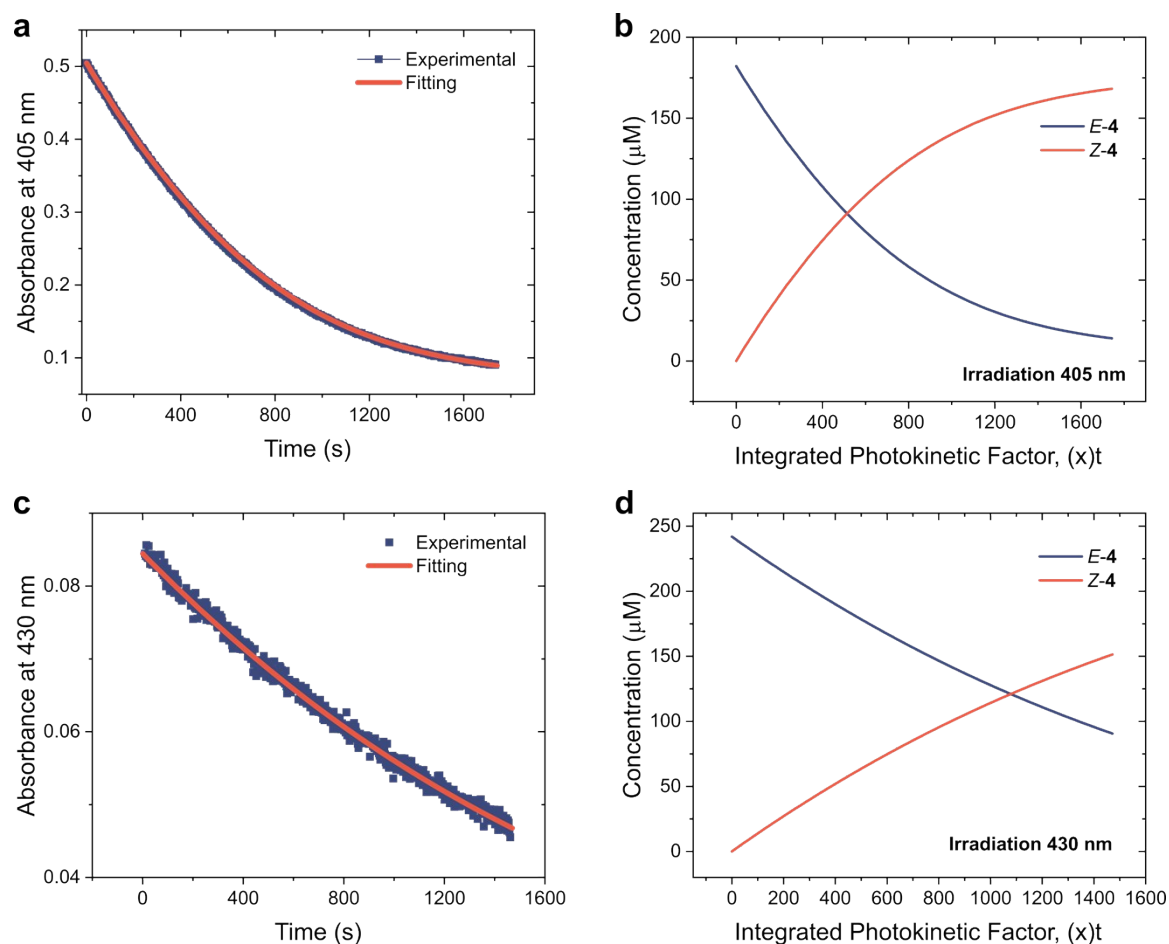 a
Experimental
Fitting
0.5
0.4
0.3
0.2
0.1
Absorbance at 405 nm
0 400 800 1200 1600
Time (s)
b
200
150
100
50
0
Concentration (μM)
E-4
Z-4
Irradiation 405 nm
0 400 800 1200 1600
Integrated Photokinetic Factor, (x)t
c
Experimental
Fitting
0.08
0.06
0.04
Absorbance at 430 nm
0 400 800 1200 1600
Time (s)
d
250
200
150
100
50
0
Concentration (μM)
E-4
Z-4
Irradiation 430 nm
0 200 400 600 800 1000 1200 1400 1600
Integrated Photokinetic Factor, (x)t